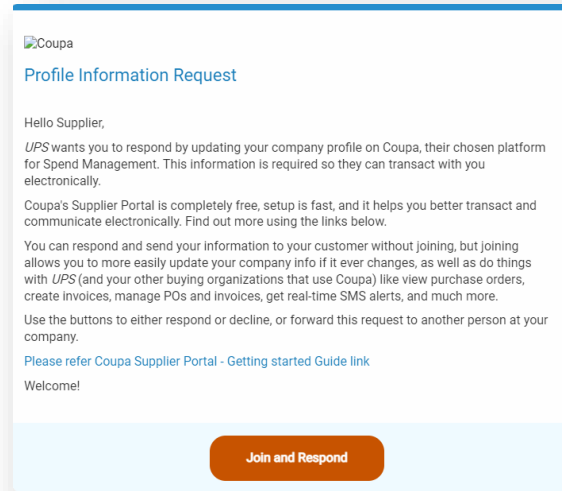 Coupa
Profile Information Request
Hello Supplier,
UPS wants you to respond by updating your company profile on Coupa, their chosen platform
for Spend Management. This information is required so they can transact with you
electronically.
Coupa's Supplier Portal is completely free, setup is fast, and it helps you better transact and
communicate electronically. Find out more using the links below.
You can respond and send your information to your customer without joining, but joining
allows you to more easily update your company info if it ever changes, as well as do things
with UPS (and your other buying organizations that use Coupa) like view purchase orders,
create invoices, manage POs and invoices, get real-time SMS alerts, and much more.
Use the buttons to either respond or decline, or forward this request to another person at your
company.
Please refer Coupa Supplier Portal - Getting started Guide link
Welcome!
Join and Respond